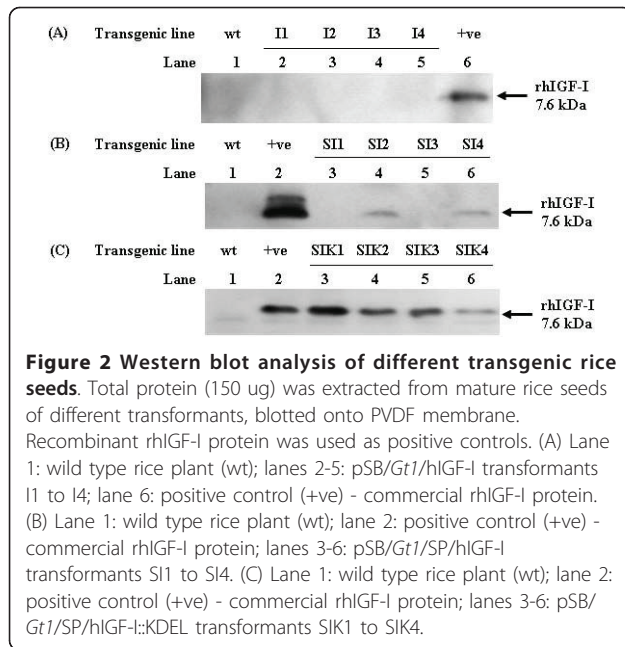 (A) Transgenic line wt I1 I2 I3 I4 +ve
Lane 1 2 3 4 5 6
rhIGF-I
7.6 kDa
(B) Transgenic line wt +ve SI1 SI2 SI3 SI4
Lane 1 2 3 4 5 6
rhIGF-I
7.6 kDa
(C) Transgenic line wt +ve SIK1 SIK2 SIK3 SIK4
Lane 1 2 3 4 5 6
rhIGF-I
7.6 kDa
Figure 2 Western blot analysis of different transgenic rice
seeds. Total protein (150 ug) was extracted from mature rice seeds
of different transformants, blotted onto PVDF membrane.
Recombinant rhIGF-I protein was used as positive controls. (A) Lane
1: wild type rice plant (wt); lanes 2-5: pSB/Gt1/hIGF-I transformants
I1 to I4; lane 6: positive control (+ve) - commercial rhIGF-I protein.
(B) Lane 1: wild type rice plant (wt); lane 2: positive control (+ve) -
commercial rhIGF-I protein; lanes 3-6: pSB/Gt1/SP/hIGF-I
transformants SI1 to SI4. (C) Lane 1: wild type rice plant (wt); lane 2:
positive control (+ve) - commercial rhIGF-I protein; lanes 3-6: pSB/
Gt1/SP/hIGF-I::KDEL transformants SIK1 to SIK4.